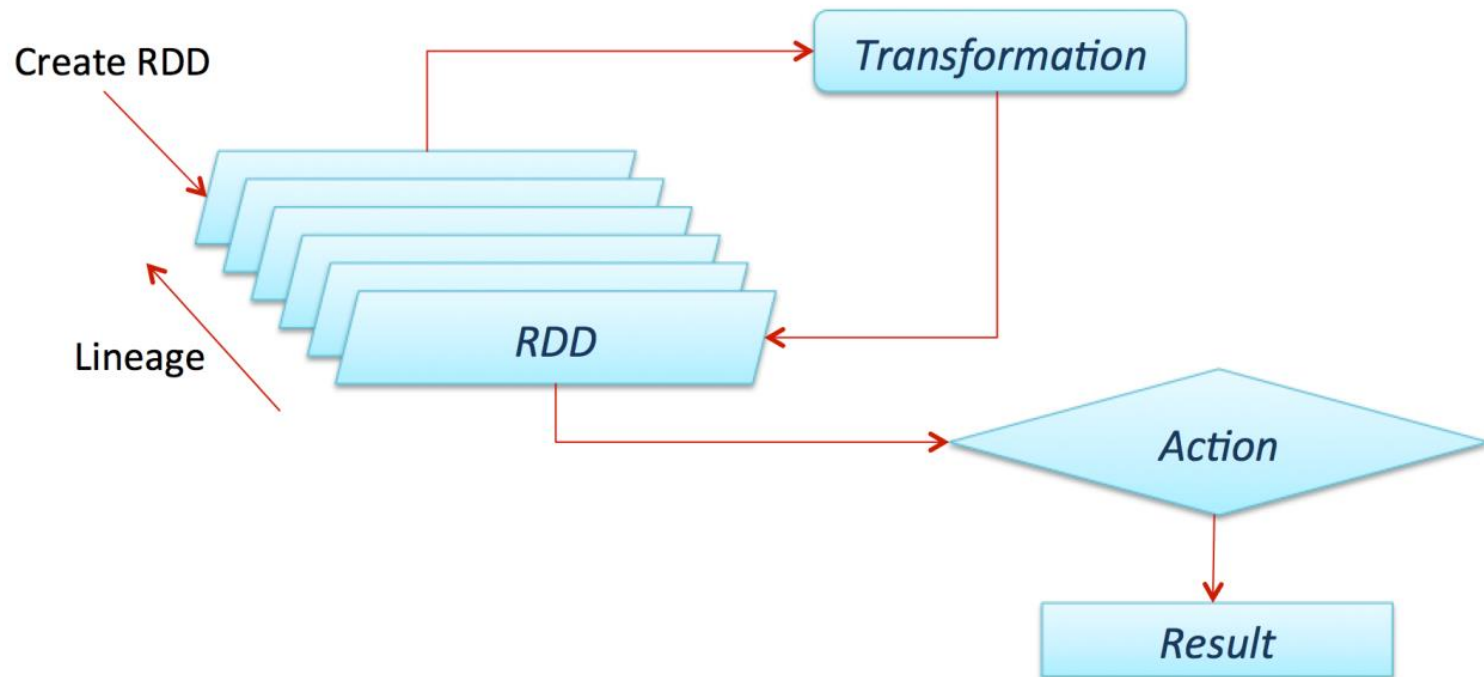 Create RDD
Transformation
RDD
Lineage
Action
Result